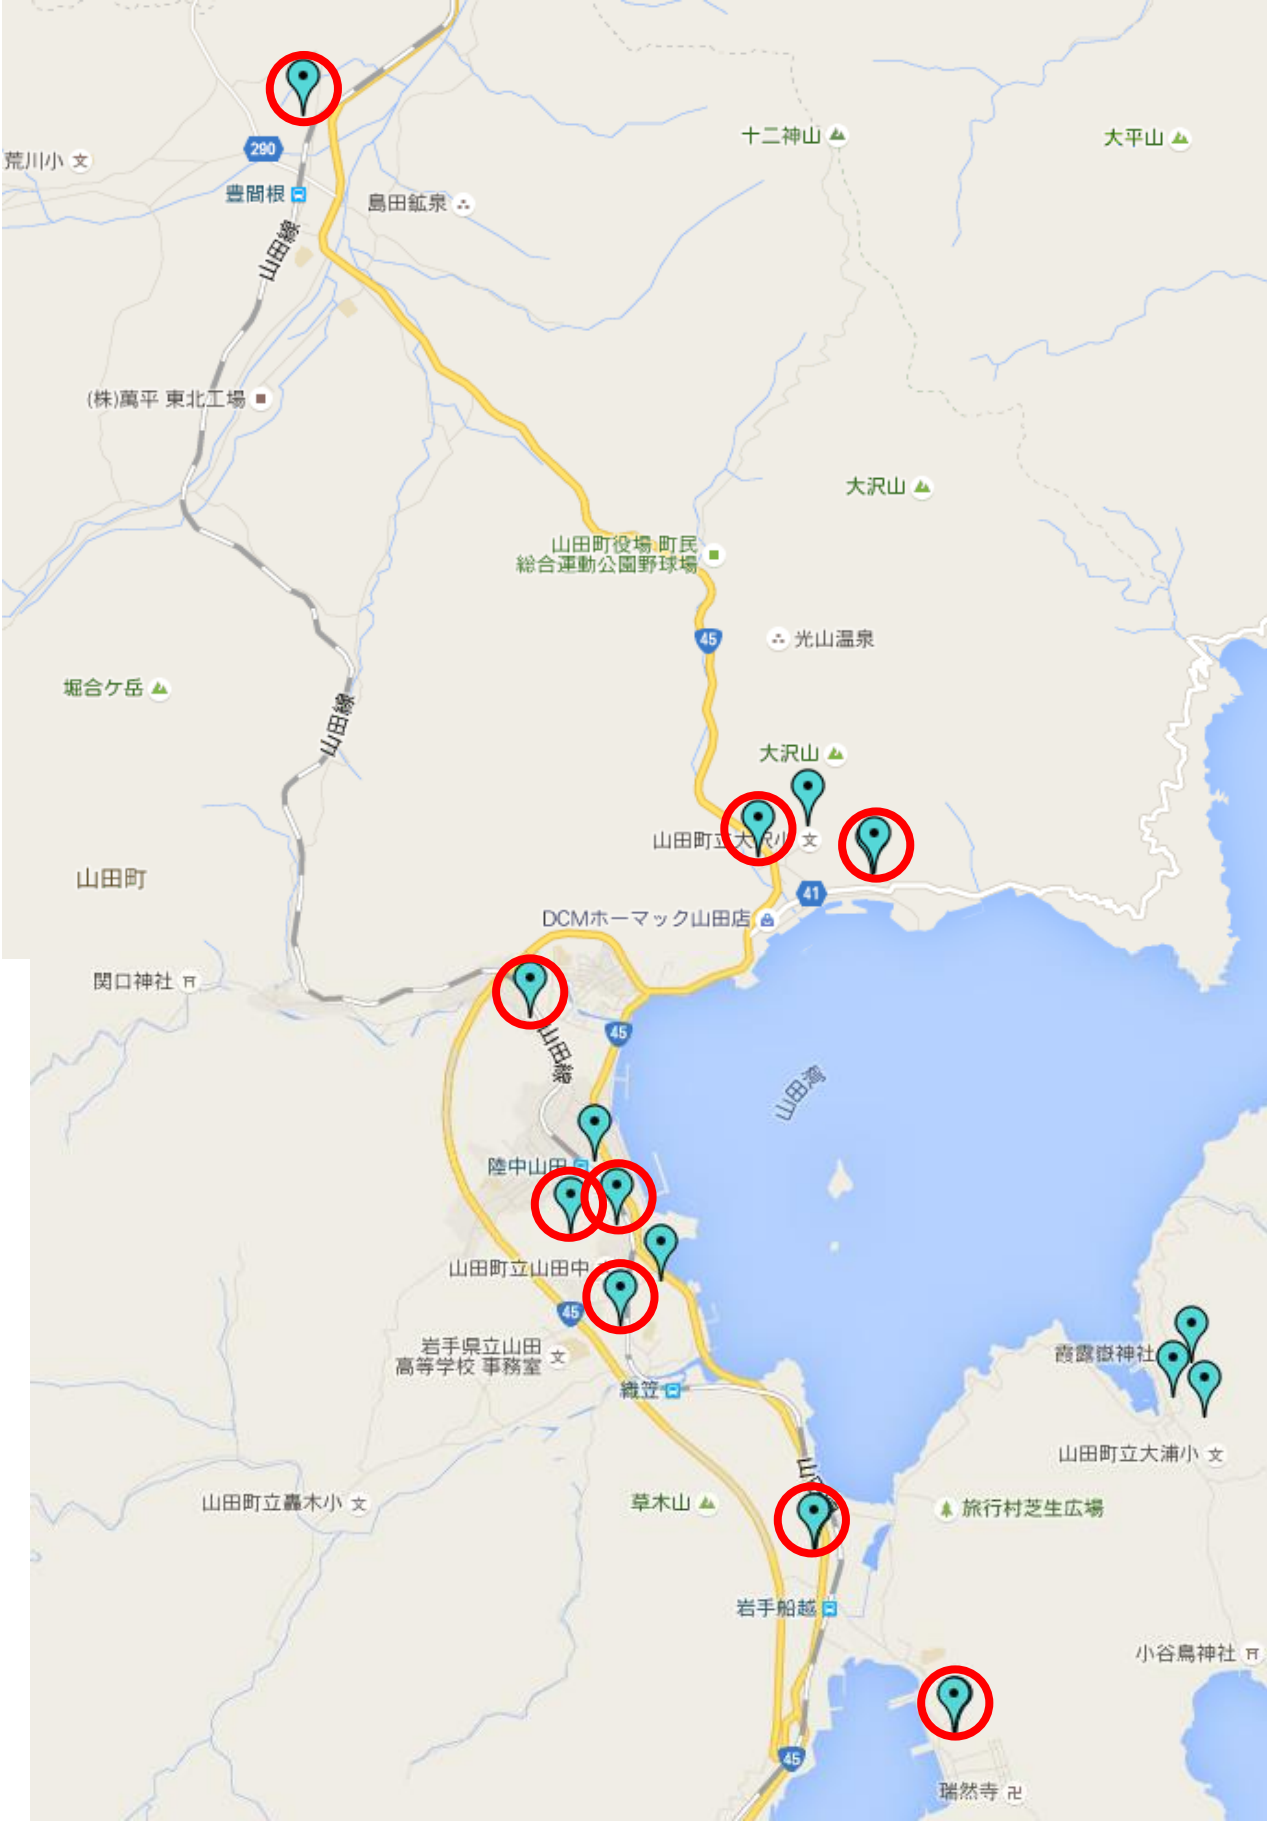 十二神山
大平山
290
荒川小
豊間根
島田鉱泉
山田線
(株)萬平 東北工場
大沢山
山田町役場 町民
総合運動公園野球場
45
光山温泉
堀合ケ岳
山田線
大沢山
山田町立大沢小
山田町
41
DCMホーマック山田店
関口神社
45
山田線
山田湾
陸中山田
山田町立山田中
45
岩手県立山田
高等学校 事務室
霞露嶽神社
織笠
山田町立大浦小
山田町立轟木小
草木山
旅行村芝生広場
岩手船越
小谷鳥神社
45
瑞然寺